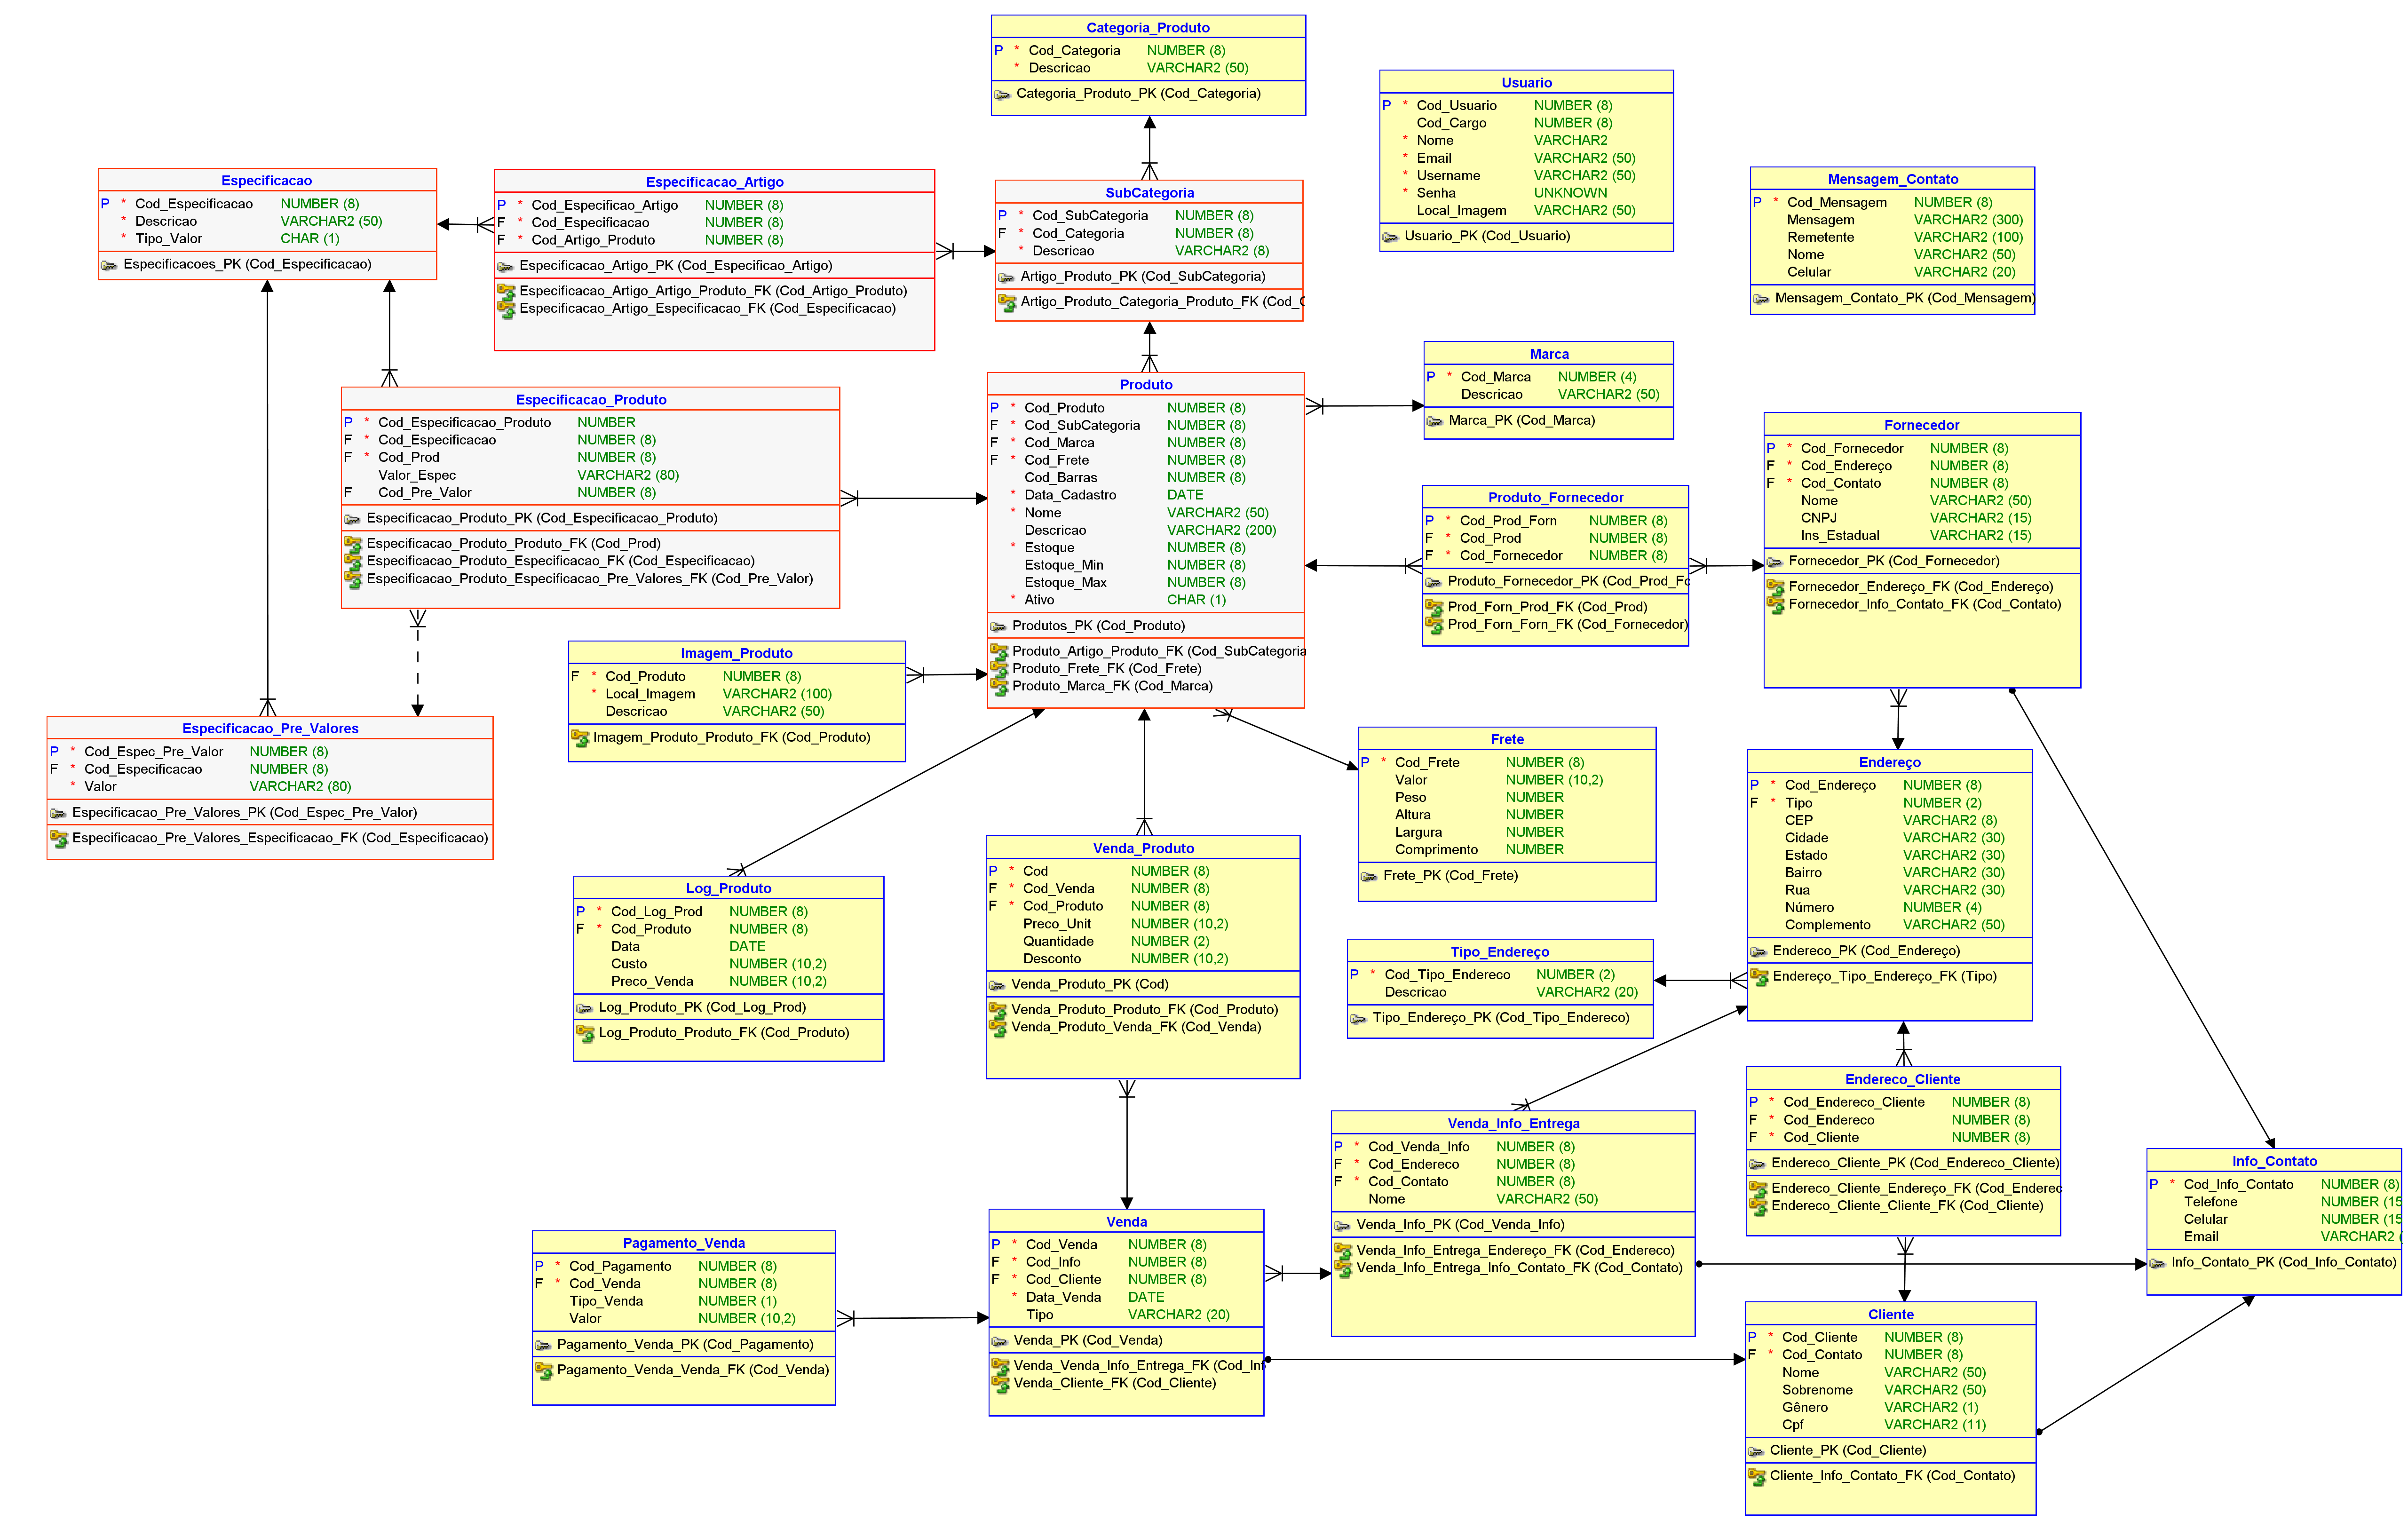 Categoria_Produto
P * Cod_Categoria NUMBER (8)
* Descricao VARCHAR2 (50)
Categoria_Produto_PK (Cod_Categoria)
Usuario
P * Cod_Usuario NUMBER (8)
Cod_Cargo NUMBER (8)
* Nome VARCHAR2
* Email VARCHAR2 (50)
* Username VARCHAR2 (50)
* Senha UNKNOWN
Local_Imagem VARCHAR2 (50)
Usuario_PK (Cod_Usuario)
Mensagem_Contato
P * Cod_Mensagem NUMBER (8)
Mensagem VARCHAR2 (300)
Remetente VARCHAR2 (100)
Nome VARCHAR2 (50)
Celular VARCHAR2 (20)
Mensagem_Contato_PK (Cod_Mensagem)
Especificacao
P * Cod_Especificacao NUMBER (8)
* Descricao VARCHAR2 (50)
* Tipo_Valor CHAR (1)
Especificacoes_PK (Cod_Especificacao)
Especificacao_Artigo
P * Cod_Especificao_Artigo NUMBER (8)
F * Cod_Especificacao NUMBER (8)
F * Cod_Artigo_Produto NUMBER (8)
Especificacao_Artigo_PK (Cod_Especificao_Artigo)
Especificacao_Artigo_Artigo_Produto_FK (Cod_Artigo_Produto)
Especificacao_Artigo_Especificacao_FK (Cod_Especificacao)
SubCategoria
P * Cod_SubCategoria NUMBER (8)
F * Cod_Categoria NUMBER (8)
* Descricao VARCHAR2 (8)
Artigo_Produto_PK (Cod_SubCategoria)
Artigo_Produto_Categoria_Produto_FK (Cod_C
Especificacao_Produto
P * Cod_Especificacao_Produto NUMBER
F * Cod_Especificacao NUMBER (8)
F * Cod_Prod NUMBER (8)
Valor_Espec VARCHAR2 (80)
F Cod_Pre_Valor NUMBER (8)
Especificacao_Produto_PK (Cod_Especificacao_Produto)
Especificacao_Produto_Produto_FK (Cod_Prod)
Especificacao_Produto_Especificacao_FK (Cod_Especificacao)
Especificacao_Produto_Especificacao_Pre_Valores_FK (Cod_Pre_Valor)
Produto
P * Cod_Produto NUMBER (8)
F * Cod_SubCategoria NUMBER (8)
F * Cod_Marca NUMBER (8)
F * Cod_Frete NUMBER (8)
Cod_Barras NUMBER (8)
* Data_Cadastro DATE
* Nome VARCHAR2 (50)
Descricao VARCHAR2 (200)
* Estoque NUMBER (8)
Estoque_Min NUMBER (8)
Estoque_Max NUMBER (8)
* Ativo CHAR (1)
Produtos_PK (Cod_Produto)
Produto_Artigo_Produto_FK (Cod_SubCategoria
Produto_Frete_FK (Cod_Frete)
Produto_Marca_FK (Cod_Marca)
Marca
P * Cod_Marca NUMBER (4)
Descricao VARCHAR2 (50)
Marca_PK (Cod_Marca)
Produto_Fornecedor
P * Cod_Prod_Forn NUMBER (8)
F * Cod_Prod NUMBER (8)
F * Cod_Fornecedor NUMBER (8)
Produto_Fornecedor_PK (Cod_Prod_Fo
Prod_Forn_Prod_FK (Cod_Prod)
Prod_Forn_Forn_FK (Cod_Fornecedor)
Fornecedor
P * Cod_Fornecedor NUMBER (8)
F * Cod_Endereço NUMBER (8)
F * Cod_Contato NUMBER (8)
Nome VARCHAR2 (50)
CNPJ VARCHAR2 (15)
Ins_Estadual VARCHAR2 (15)
Fornecedor_PK (Cod_Fornecedor)
Fornecedor_Endereço_FK (Cod_Endereço)
Fornecedor_Info_Contato_FK (Cod_Contato)
Imagem_Produto
F * Cod_Produto NUMBER (8)
* Local_Imagem VARCHAR2 (100)
Descricao VARCHAR2 (50)
Imagem_Produto_Produto_FK (Cod_Produto)
Especificacao_Pre_Valores
P * Cod_Espec_Pre_Valor NUMBER (8)
F * Cod_Especificacao NUMBER (8)
* Valor VARCHAR2 (80)
Especificacao_Pre_Valores_PK (Cod_Espec_Pre_Valor)
Especificacao_Pre_Valores_Especificacao_FK (Cod_Especificacao)
Frete
P * Cod_Frete NUMBER (8)
Valor NUMBER (10,2)
Peso NUMBER
Altura NUMBER
Largura NUMBER
Comprimento NUMBER
Frete_PK (Cod_Frete)
Endereço
P * Cod_Endereço NUMBER (8)
F * Tipo NUMBER (2)
CEP VARCHAR2 (8)
Cidade VARCHAR2 (30)
Estado VARCHAR2 (30)
Bairro VARCHAR2 (30)
Rua VARCHAR2 (30)
Número NUMBER (4)
Complemento VARCHAR2 (50)
Endereco_PK (Cod_Endereço)
Endereço_Tipo_Endereço_FK (Tipo)
Log_Produto
P * Cod_Log_Prod NUMBER (8)
F * Cod_Produto NUMBER (8)
Data DATE
Custo NUMBER (10,2)
Preco_Venda NUMBER (10,2)
Log_Produto_PK (Cod_Log_Prod)
Log_Produto_Produto_FK (Cod_Produto)
Venda_Produto
P * Cod NUMBER (8)
F * Cod_Venda NUMBER (8)
F * Cod_Produto NUMBER (8)
Preco_Unit NUMBER (10,2)
Quantidade NUMBER (2)
Desconto NUMBER (10,2)
Venda_Produto_PK (Cod)
Venda_Produto_Produto_FK (Cod_Produto)
Venda_Produto_Venda_FK (Cod_Venda)
Tipo_Endereço
P * Cod_Tipo_Endereco NUMBER (2)
Descricao VARCHAR2 (20)
Tipo_Endereço_PK (Cod_Tipo_Endereco)
Endereco_Cliente
P * Cod_Endereco_Cliente NUMBER (8)
F * Cod_Endereco NUMBER (8)
F * Cod_Cliente NUMBER (8)
Endereco_Cliente_PK (Cod_Endereco_Cliente)
Endereco_Cliente_Endereço_FK (Cod_Enderec
Endereco_Cliente_Cliente_FK (Cod_Cliente)
Venda_Info_Entrega
P * Cod_Venda_Info NUMBER (8)
F * Cod_Endereco NUMBER (8)
F * Cod_Contato NUMBER (8)
Nome VARCHAR2 (50)
Venda_Info_PK (Cod_Venda_Info)
Venda_Info_Entrega_Endereço_FK (Cod_Endereco)
Venda_Info_Entrega_Info_Contato_FK (Cod_Contato)
Info_Contato
P * Cod_Info_Contato NUMBER (8)
Telefone NUMBER (15
Celular NUMBER (15
Email VARCHAR2 (
Info_Contato_PK (Cod_Info_Contato)
Pagamento_Venda
P * Cod_Pagamento NUMBER (8)
F * Cod_Venda NUMBER (8)
Tipo_Venda NUMBER (1)
Valor NUMBER (10,2)
Pagamento_Venda_PK (Cod_Pagamento)
Pagamento_Venda_Venda_FK (Cod_Venda)
Venda
P * Cod_Venda NUMBER (8)
F * Cod_Info NUMBER (8)
F * Cod_Cliente NUMBER (8)
* Data_Venda DATE
Tipo VARCHAR2 (20)
Venda_PK (Cod_Venda)
Venda_Venda_Info_Entrega_FK (Cod_Inf
Venda_Cliente_FK (Cod_Cliente)
Cliente
P * Cod_Cliente NUMBER (8)
F * Cod_Contato NUMBER (8)
Nome VARCHAR2 (50)
Sobrenome VARCHAR2 (50)
Gênero VARCHAR2 (1)
Cpf VARCHAR2 (11)
Cliente_PK (Cod_Cliente)
Cliente_Info_Contato_FK (Cod_Contato)